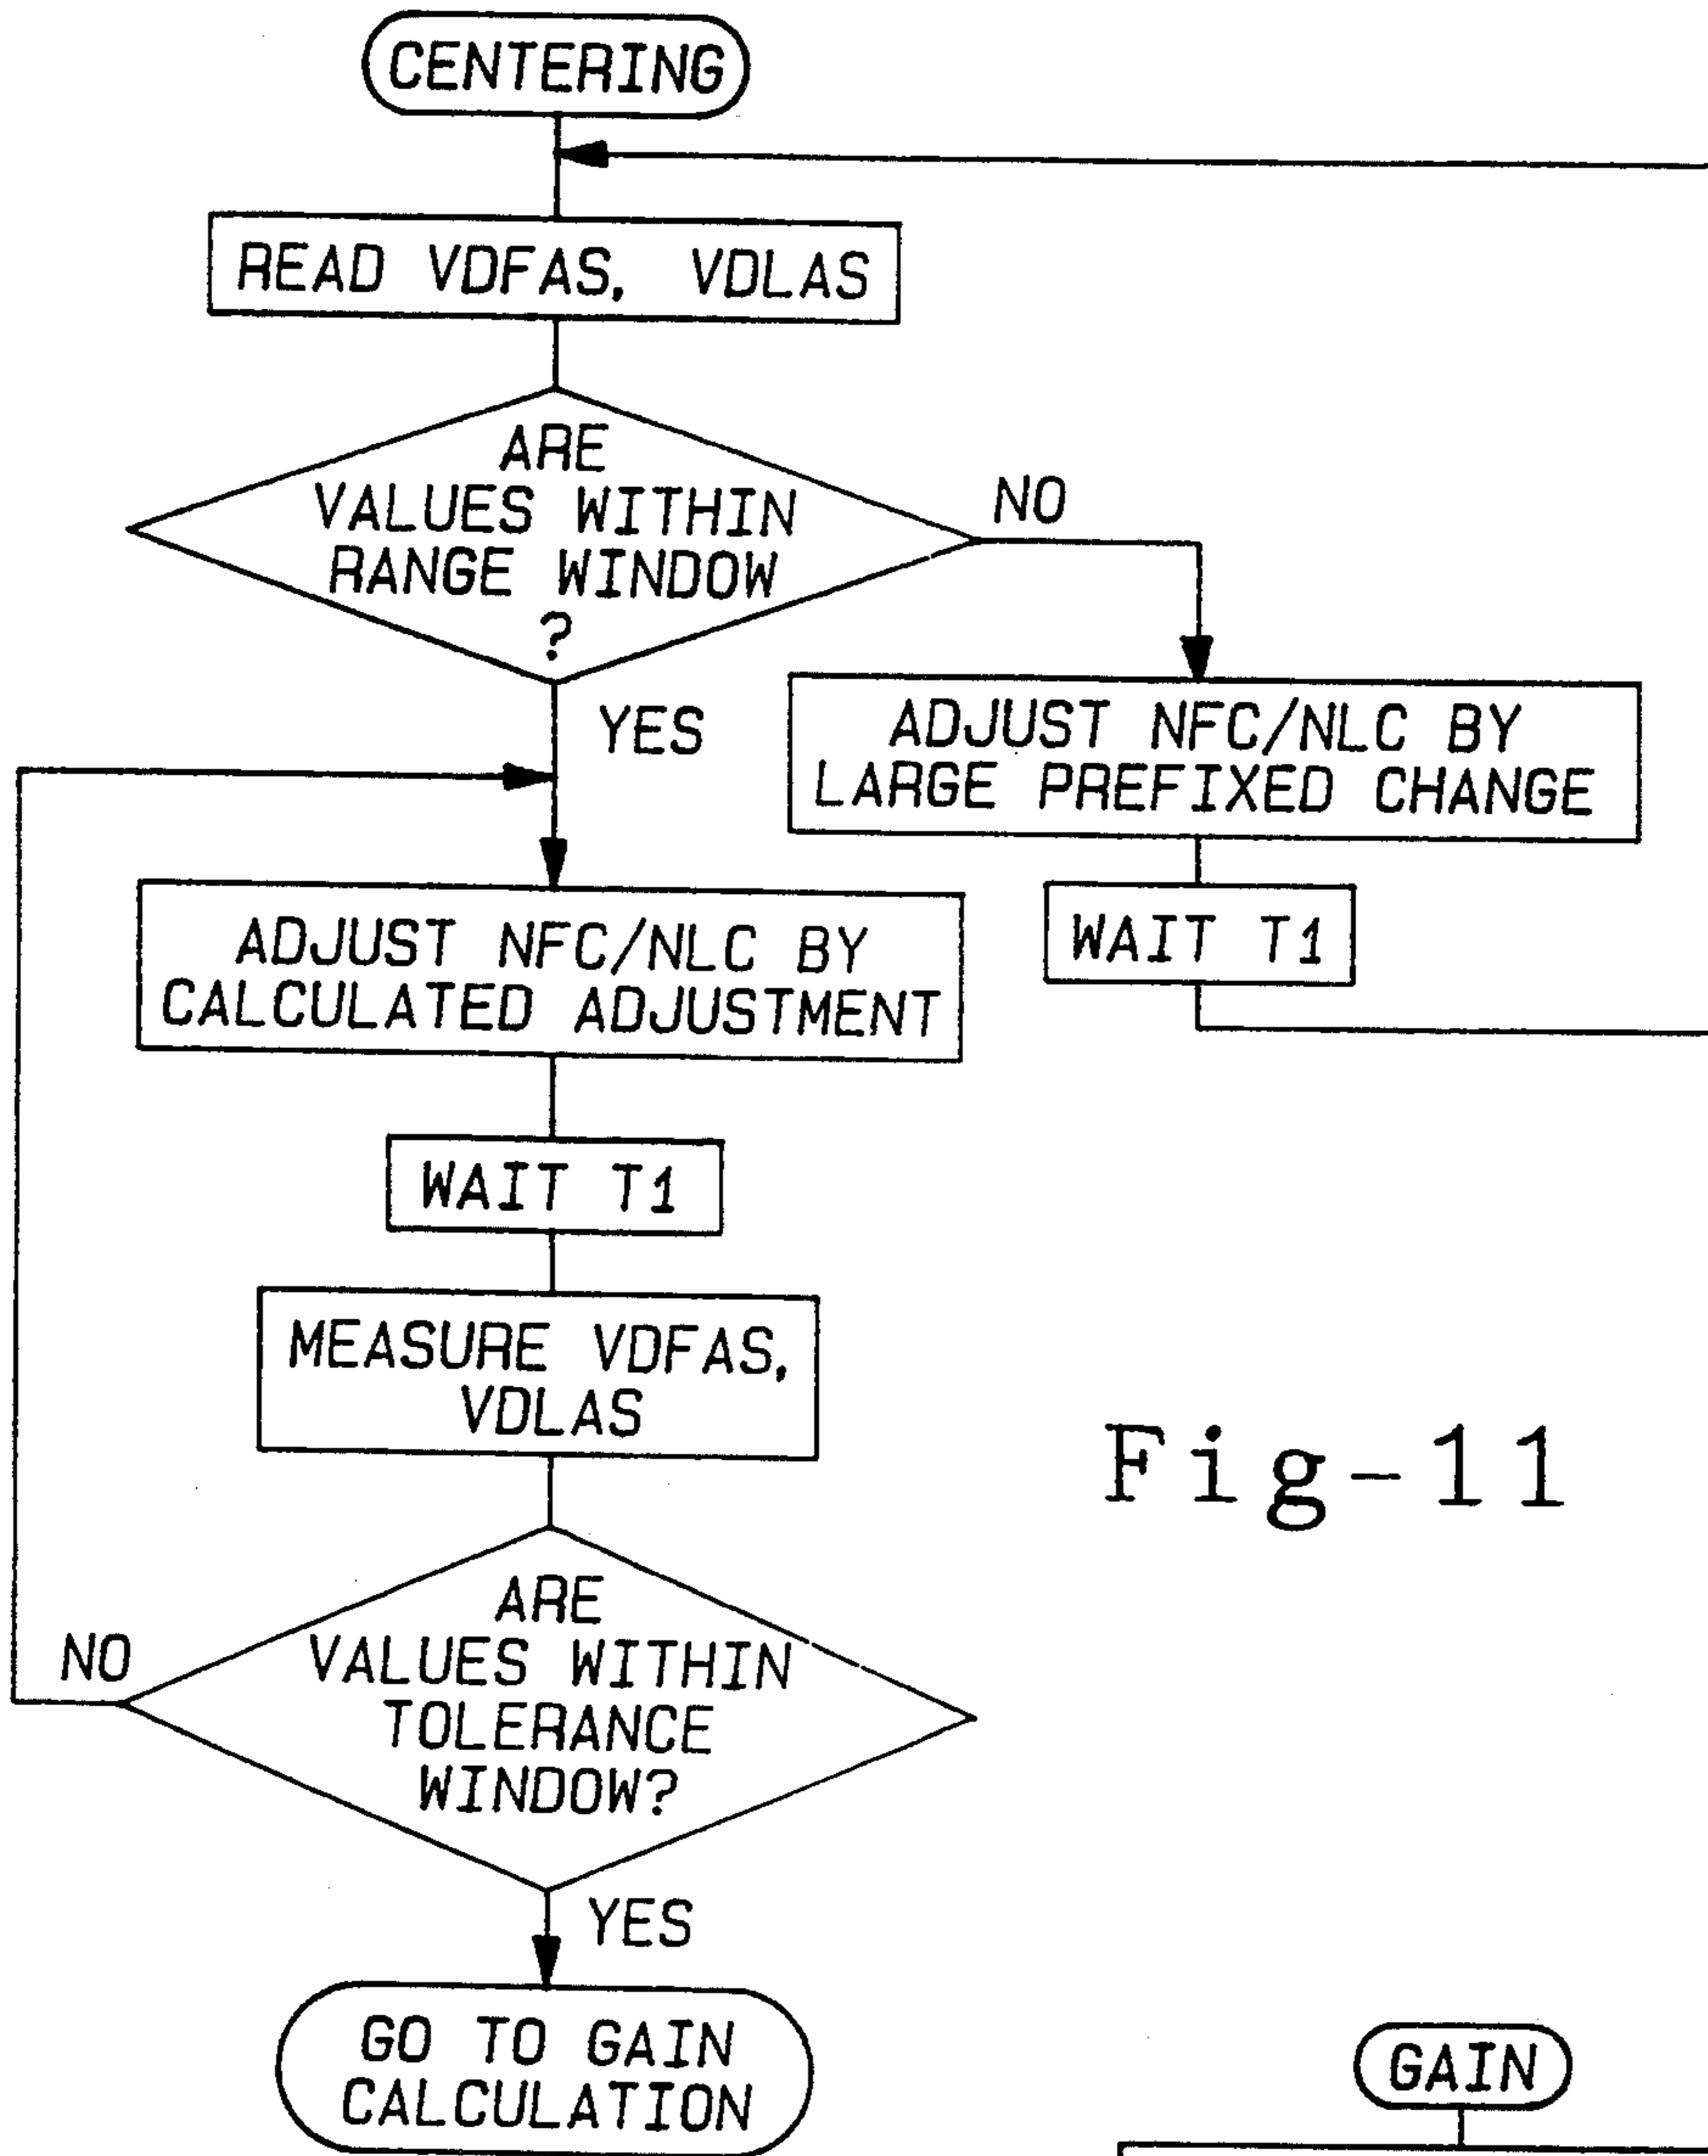 CENTERING
READ VDFAS, VDLAS
ARE
VALUES WITHIN
RANGE WINDOW
?
NO
YES
ADJUST NFC/NLC BY
LARGE PREFIXED CHANGE
WAIT T1
ADJUST NFC/NLC BY
CALCULATED ADJUSTMENT
WAIT T1
MEASURE VDFAS,
VDLAS
Fig-11
ARE
VALUES WITHIN
TOLERANCE
WINDOW?
NO
YES
GO TO GAIN
CALCULATION
GAIN